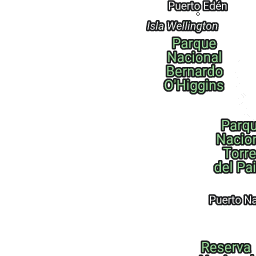 Puerto Edén
Isla Wellington
Parque
Nacional
Bernardo
O'Higgins
Parqu
Nacion
Torre
del Pai
Puerto Na
Reserva